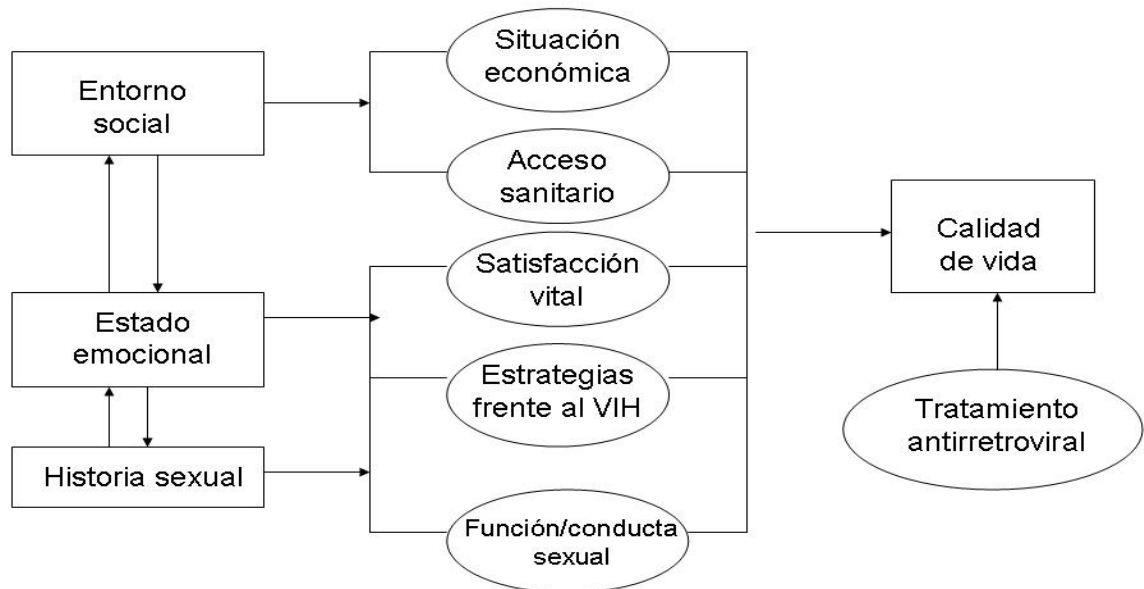 Entorno
social
Estado
emocional
Historia sexual
Situación
económica
Acceso
sanitario
Satisfacción
vital
Estrategias
frente al VIH
Función/conducta
sexual
Calidad
de vida
Tratamiento
antirretroviral